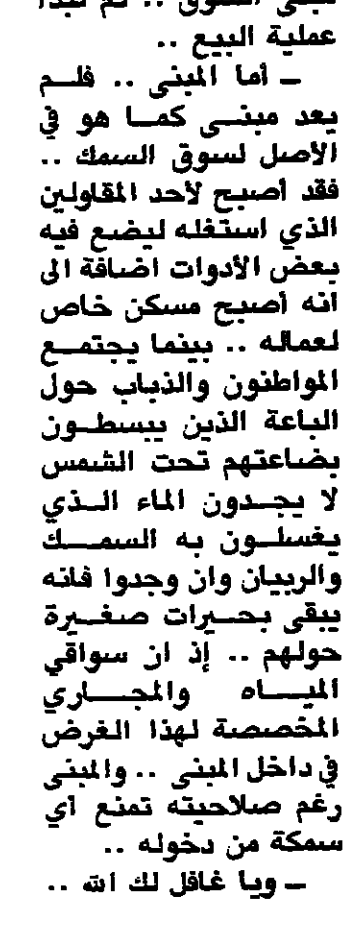 عملية البيع ..
ـ أما المبنى .. فلم
يعد مبنى كما هو في
الأصل لسوق السمك ..
فقد أصبح لأحد المقاولين
الذي استغله ليضع فيه
بعض الأدوات اضافة الى
انه أصبح مسكن خاص
لعماله .. بينما يجتمع
المواطنون والذباب حول
الباعة الذين يبسطون
بضاعتهم تحت الشمس
لا يجدون الماء الذي
يغسلون به السمك
والربيان وان وجدوا فانه
يبقى بحيرات صغيرة
حولهم .. إذ ان سواقي
المياه والمجاري
المخصصة لهذا الغرض
في داخل المبنى .. والمبنى
رغم صلاحيته تمنع أي
سمكة من دخوله ..
ـ ويا غافل لك الله ..